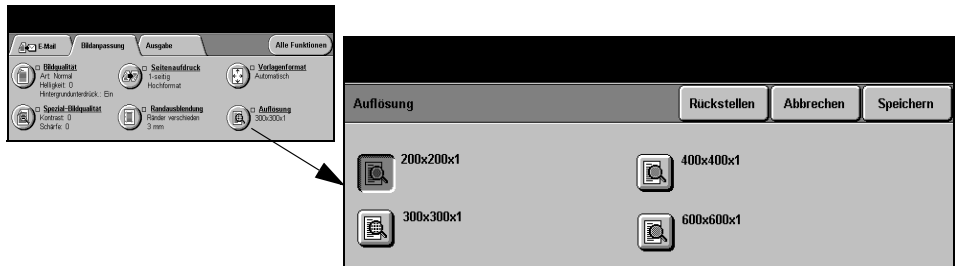 E-Mail
Bildanpassung
Ausgabe
Alle Funktionen
Bildqualität
Art: Normal
Helligkeit: 0
Hintergrundunterdrück.: Ein
Seitenaufdruck
1-seitig
Hochformat
Vorlagenformat
Automatisch
Spezial-Bildqualität
Kontrast: 0
Schärfe: 0
Randausblendung
Ränder verschieden
3 mm
Auflösung
300x300x1
Auflösung
Rückstellen
Abbrechen
Speichern
200x200x1
400x400x1
300x300x1
600x600x1